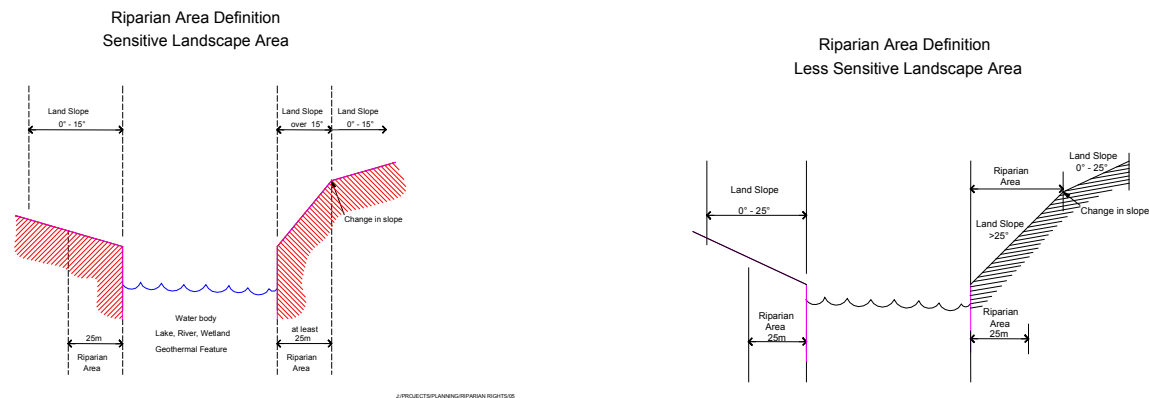 Riparian Area Definition
Sensitive Landscape Area
Land Slope
0° - 15°
Land Slope
over 15°
Land Slope
0° - 15°
Change in slope
Water body
Lake, River, Wetland
Geothermal Feature
25m
Riparian
Area
at least
25m
Riparian
Area
J:/PROJECTS/PLANNING/RIPARIAN RIGHTS/05
Riparian Area Definition
Less Sensitive Landscape Area
Land Slope
0° - 25°
Riparian
Area
Land Slope
0° - 25°
Change in slope
Land Slope
>25°
Riparian
Area
25m
Riparian
Area
25m